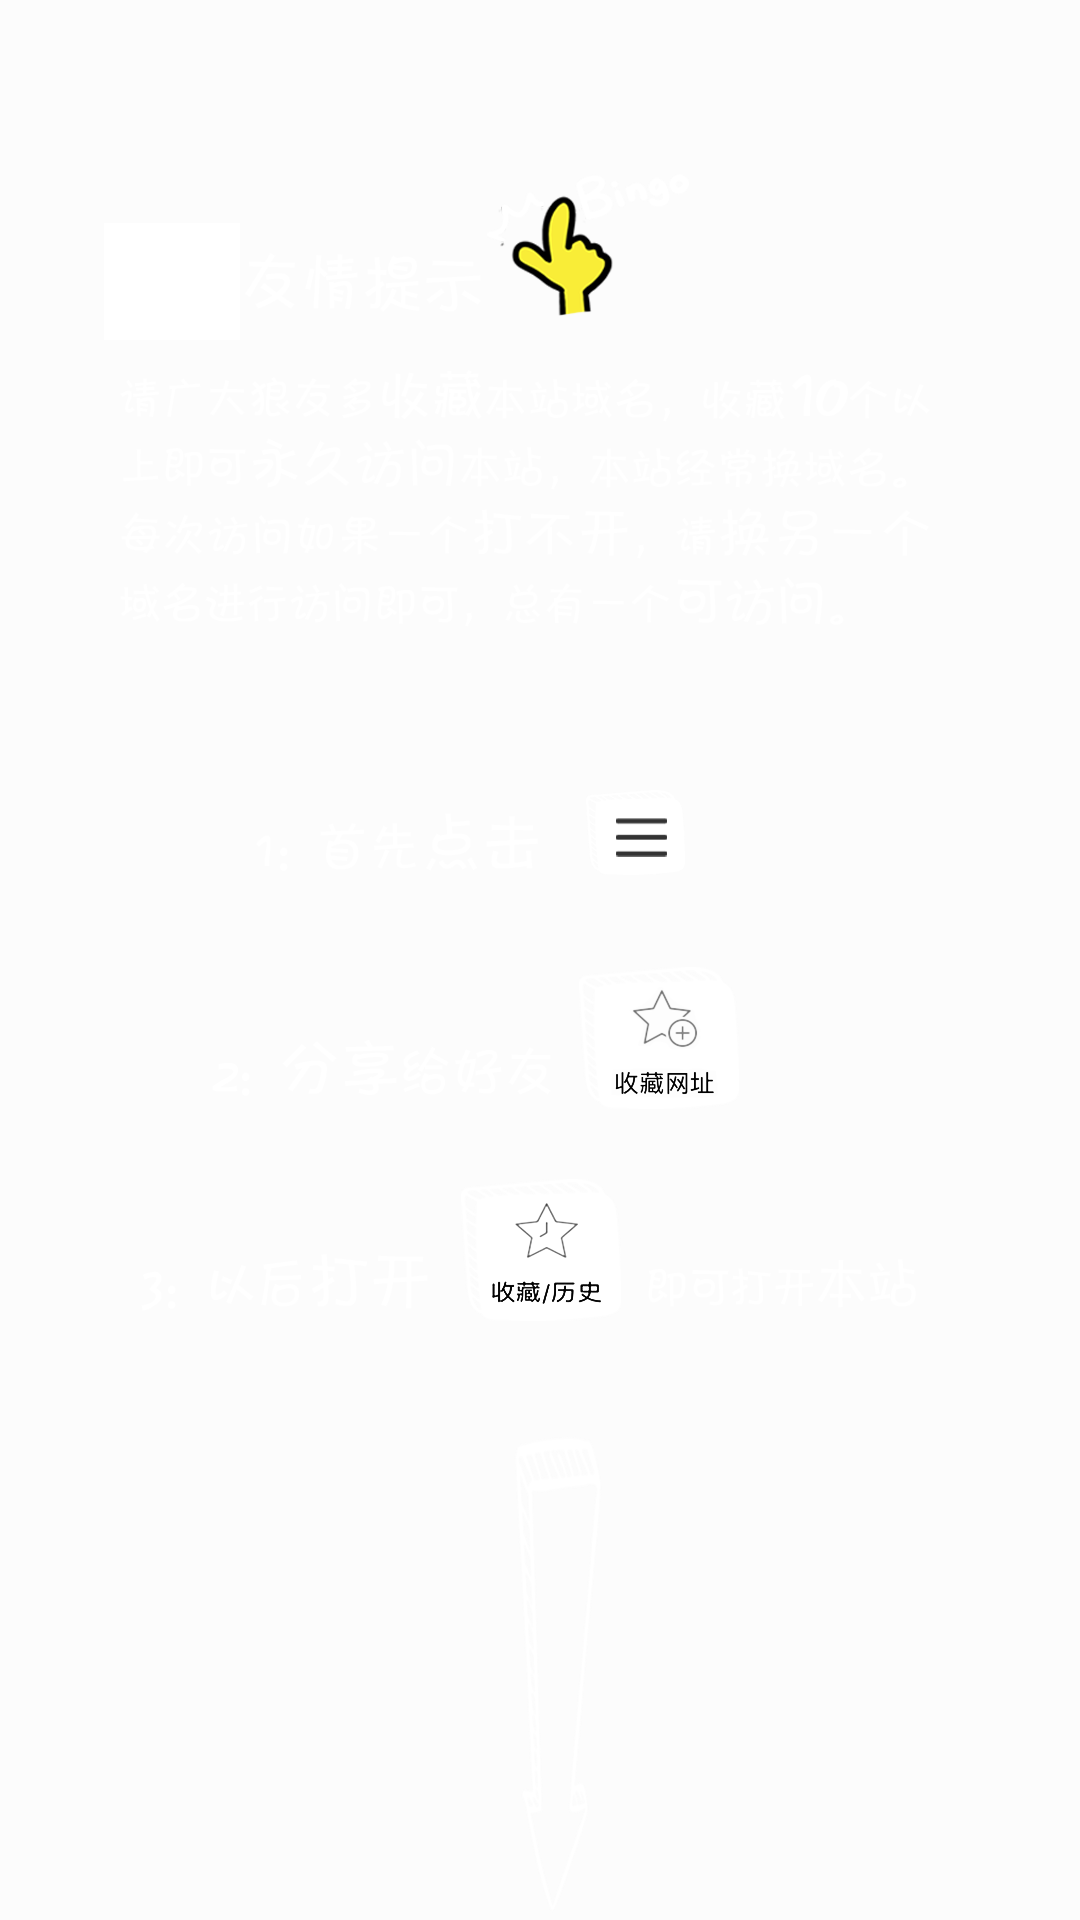 Bingo
友情提示
请广大狼友多收藏本站域名，收藏10个以
上即可永久访问本站，本站经常换域名。
每次访问如果一个打不开，请换另一个
域名进行访问即可，总有一个可访问。
1：首先点击
2：分享给好友
收藏网址
3：以后打开
收藏/历史
即可打开本站